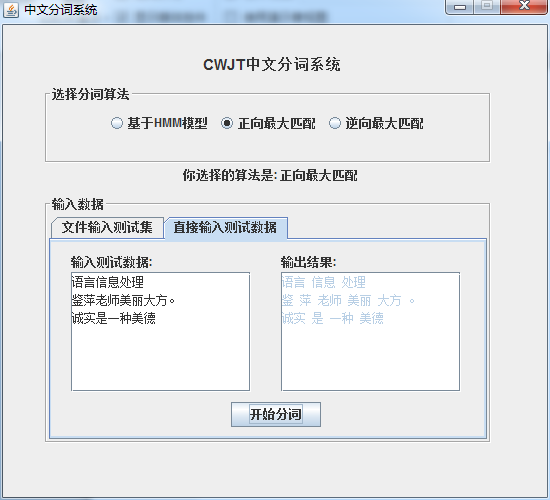 中文分词系统
CWJT中文分词系统
选择分词算法
基于HMM模型 正向最大匹配 逆向最大匹配
你选择的算法是: 正向最大匹配
输入数据
文件输入测试集 直接输入测试数据
输入测试数据:
语言信息处理
鉴萍老师美丽大方。
诚实是一种美德
输出结果:
语言 信息 处理
鉴 萍 老师 美丽 大方 。
诚实 是 一种 美德
开始分词